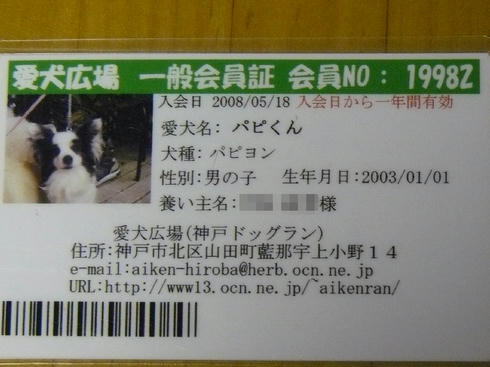 愛犬広場 一般会員証 会員NO: 19982
入会日 2008/05/18 入会日から一年間有効
愛犬名: パピくん
犬種: パピヨン
性別:男の子 生年月日:2003/01/01
養い主名: 様
愛犬広場(神戸ドッグラン)
住所:神戸市北区山田町藍那宇上小野14
e-mail:aiken-hiroba@herb.ocn.ne.jp
URL:http://www13.ocn.ne.jp/~aikenran/